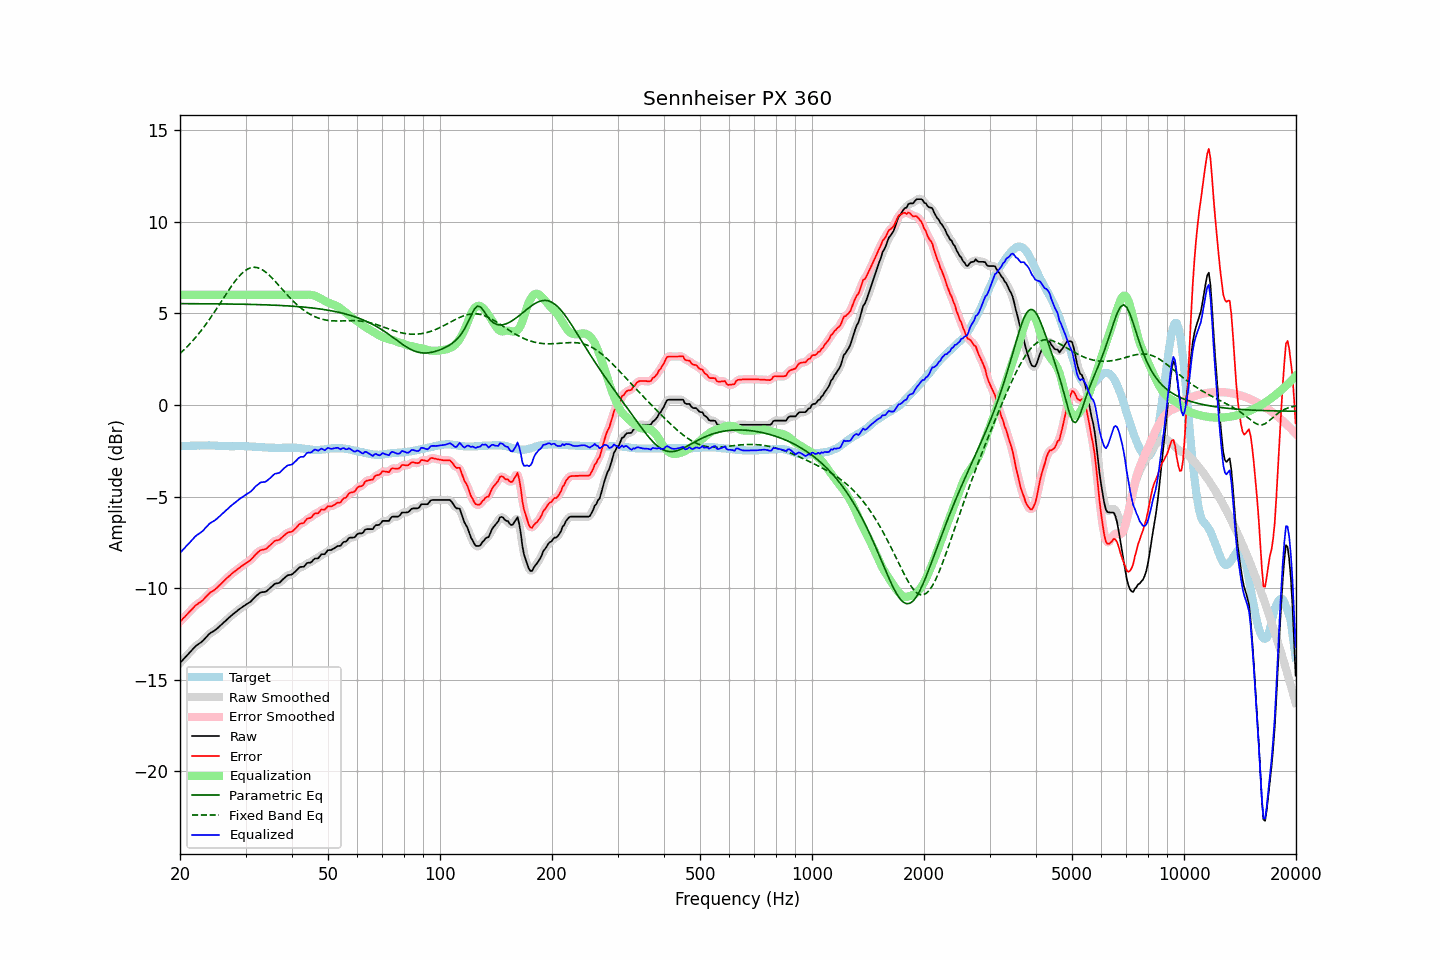 Sennheiser PX 360
Amplitude (dBr)
15
10
5
0
−5
−10
−15
−20
Target
Raw Smoothed
Error Smoothed
Raw
Error
Equalization
Parametric Eq
Fixed Band Eq
Equalized
20 50 100 200 500 1000 2000 5000 10000 20000
Frequency (Hz)